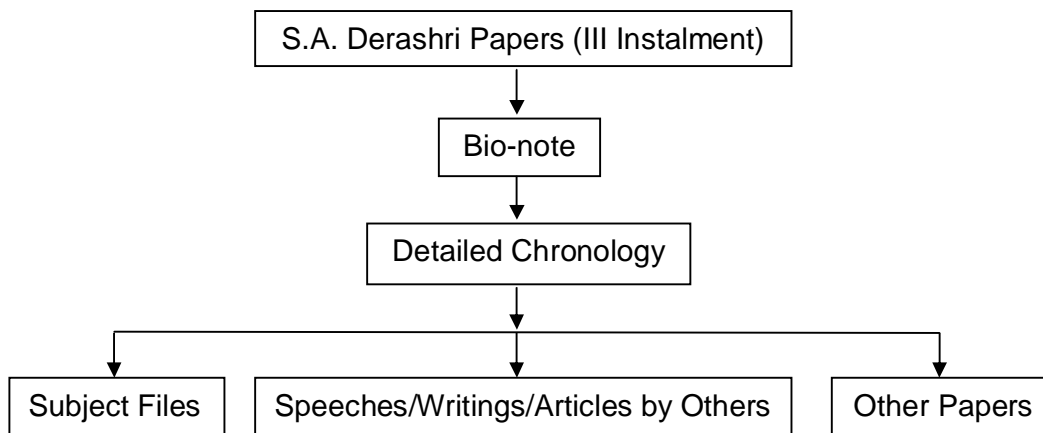 S.A. Derashri Papers (III Instalment)
Bio-note
Detailed Chronology
Subject Files
Speeches/Writings/Articles by Others
Other Papers